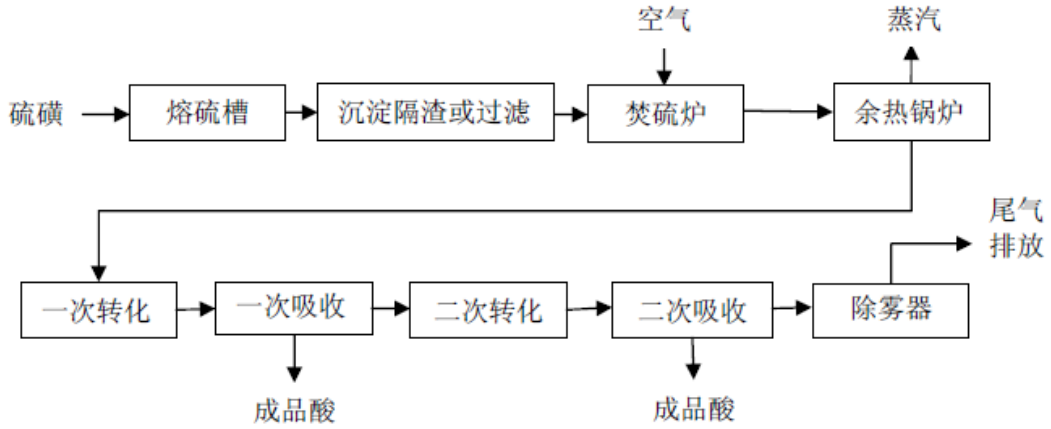 空气
蒸汽
硫磺
熔硫槽
沉淀隔渣或过滤
焚硫炉
余热锅炉
尾气
排放
一次转化
一次吸收
二次转化
二次吸收
除雾器
成品酸
成品酸